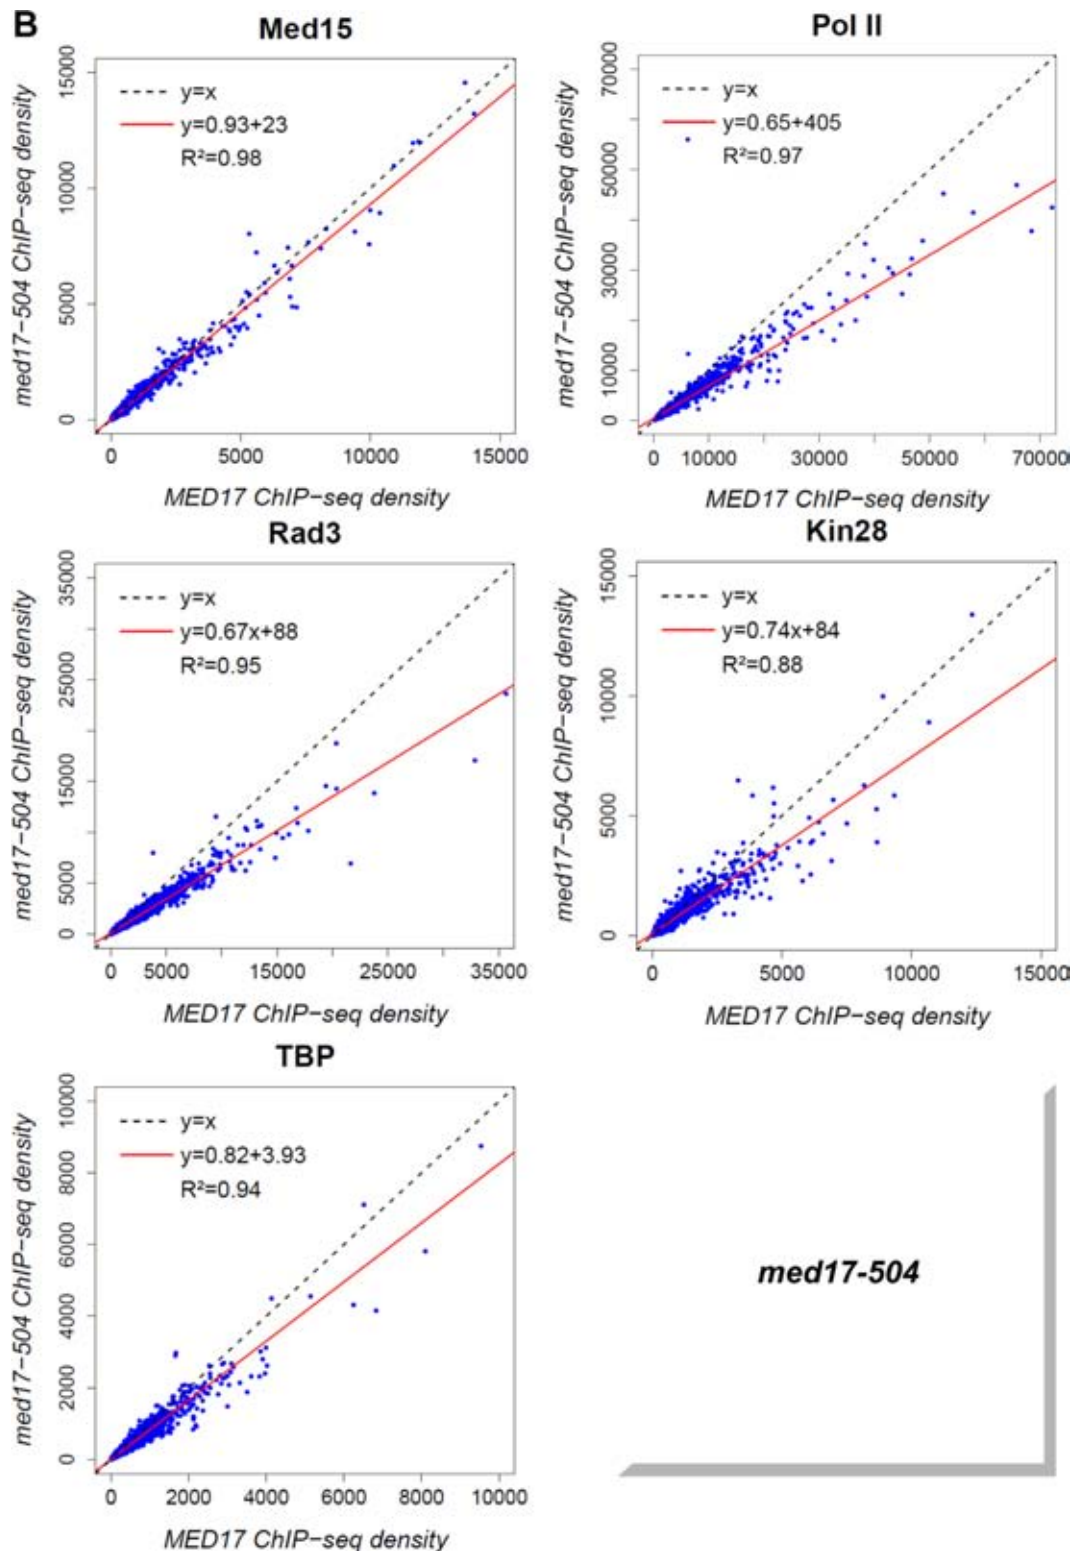 B
Med15
15000
10000
5000
0
med17−504 ChIP−seq density
y=x
y=0.93+23
R²=0.98
0 5000 10000 15000
MED17 ChIP−seq density
Pol II
70000
50000
30000
10000
0
med17−504 ChIP−seq density
y=x
y=0.65+405
R²=0.97
0 10000 30000 50000 70000
MED17 ChIP−seq density
Rad3
35000
25000
15000
5000
0
med17−504 ChIP−seq density
y=x
y=0.67x+88
R²=0.95
0 5000 15000 25000 35000
MED17 ChIP−seq density
Kin28
15000
10000
5000
0
med17−504 ChIP−seq density
y=x
y=0.74x+84
R²=0.88
0 5000 10000 15000
MED17 ChIP−seq density
TBP
10000
8000
6000
4000
2000
0
med17−504 ChIP−seq density
y=x
y=0.82+3.93
R²=0.94
0 2000 4000 6000 8000 10000
MED17 ChIP−seq density
med17-504